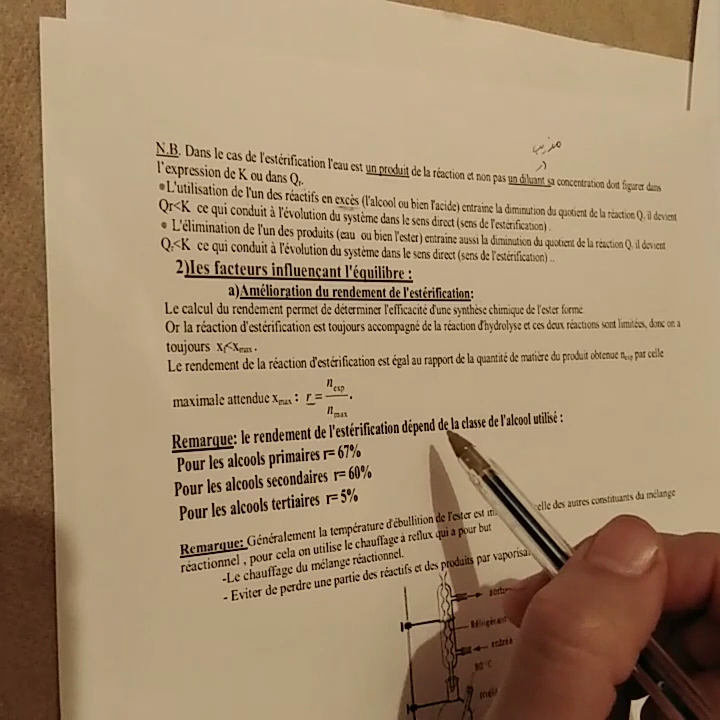 مذيب
N.B. Dans le cas de l'estérification l'eau est un produit de la réaction et non pas un diluant sa concentration doit figurer dans
l'expression de K ou dans Qr.
•L'utilisation de l'un des réactifs en excès (l'alcool ou bien l'acide) entraine la diminution du quotient de la réaction Qr il devient
Qr<K ce qui conduit à l'évolution du système dans le sens direct (sens de l'estérification) .
• L'élimination de l'un des produits (eau ou bien l'ester) entraine aussi la diminution du quotient de la réaction Qr il devient
Qr<K ce qui conduit à l'évolution du système dans le sens direct (sens de l'estérification) ..
2)les facteurs influençant l'équilibre :
a)Amélioration du rendement de l'estérification:
Le calcul du rendement permet de déterminer l'efficacité d'une synthèse chimique de l'ester forme
Or la réaction d'estérification est toujours accompagné de la réaction d'hydrolyse et ces deux réactions sont limitées, donc on a
toujours xf<xmax .
Le rendement de la réaction d'estérification est égal au rapport de la quantité de matière du produit obtenue nexp par celle
maximale attendue xmax : r = nexp / nmax .
Remarque: le rendement de l'estérification dépend de la classe de l'alcool utilisé :
Pour les alcools primaires r= 67%
Pour les alcools secondaires r= 60%
Pour les alcools tertiaires r= 5%
Remarque: Généralement la température d'ébullition de l'ester est celle des autres constituants du mélange
réactionnel , pour cela on utilise le chauffage à reflux qui a pour but
-Le chauffage du mélange réactionnel.
- Eviter de perdre une partie des réactifs et des produits par
Réfrigérant
entrée